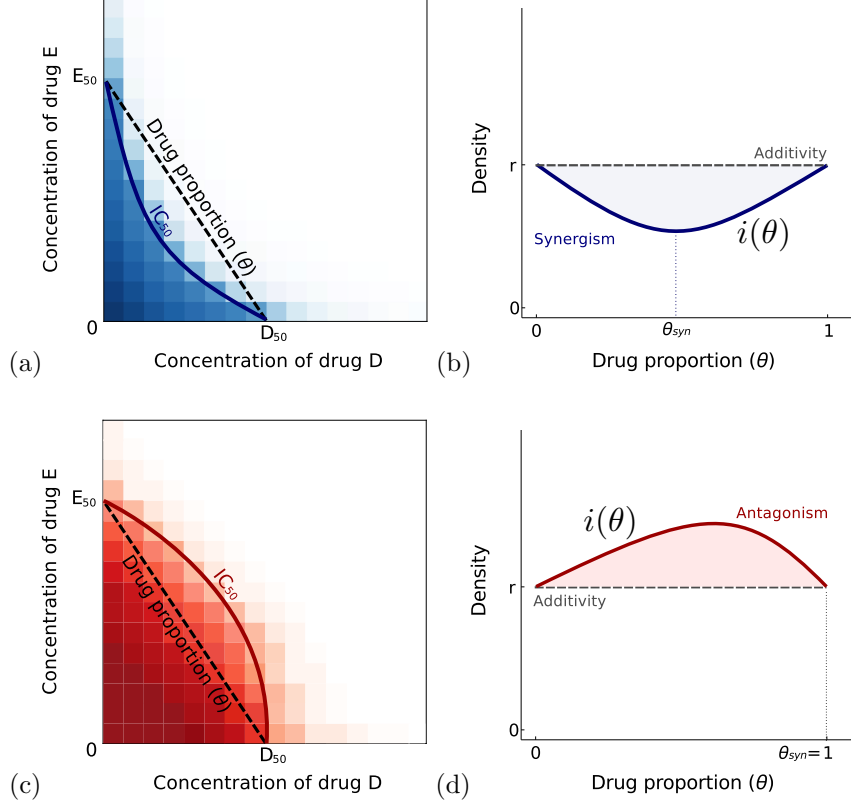 Concentration of drug E
E₅₀
Drug proportion (θ)
IC₅₀
0
D₅₀
Concentration of drug D
(a)
Density
r
Additivity
Synergism
i(θ)
0
0
θsyn
1
Drug proportion (θ)
(b)
Concentration of drug E
E₅₀
IC₅₀
Drug proportion (θ)
0
D₅₀
Concentration of drug D
(c)
Density
i(θ)
Antagonism
r
Additivity
0
0
θsyn=1
Drug proportion (θ)
(d)